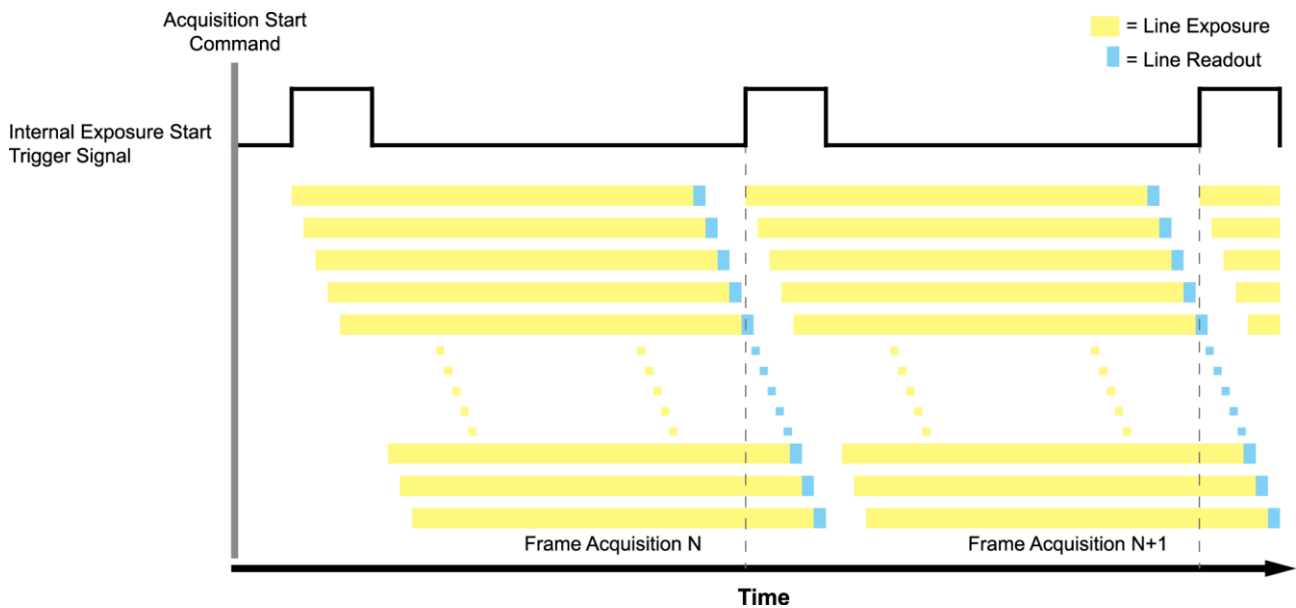 Acquisition Start
Command
= Line Exposure
= Line Readout
Internal Exposure Start
Trigger Signal
Frame Acquisition N
Frame Acquisition N+1
Time